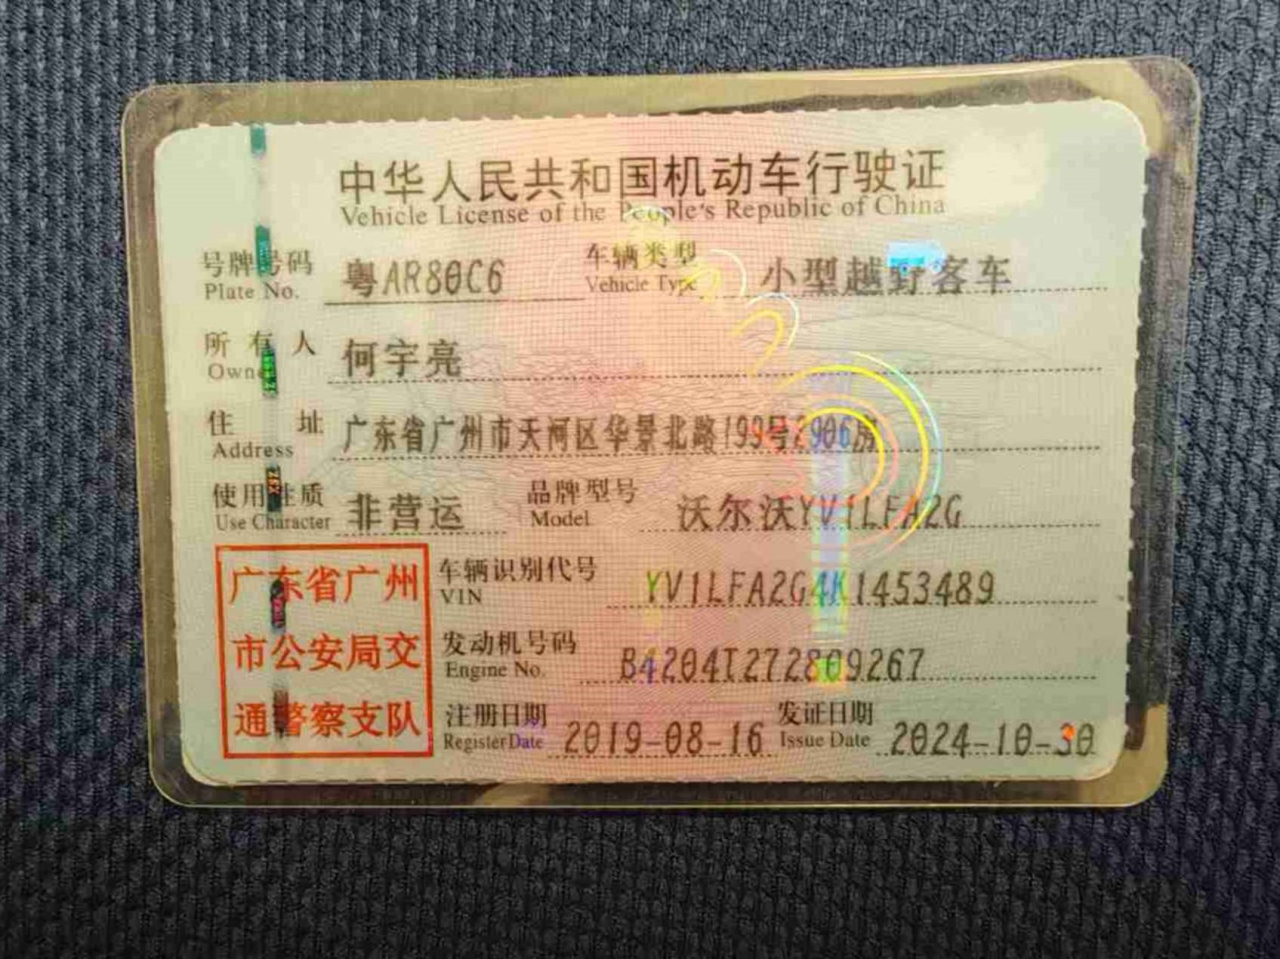 中华人民共和国机动车行驶证
Vehicle License of the People's Republic of China
号牌号码 粤AR80C6 车辆类型 小型越野客车
Plate No. Vehicle Type
所有人 何宇亮
Owner
住址 广东省广州市天河区华景北路199号2906房
Address
使用性质 非营运 品牌型号 沃尔沃YV1LFA2G
Use Character Model
广东省广州
市公安局交
通警察支队
车辆识别代号 YV1LFA2G4K1453489
VIN
发动机号码 B4204T272809267
Engine No.
注册日期 2019-08-16 发证日期 2024-10-30
Register Date Issue Date